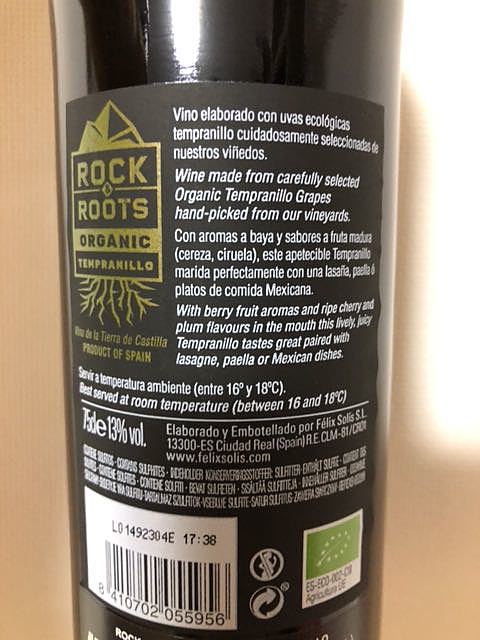 ROCK
&
ROOTS
ORGANIC
TEMPRANILLO
Vino de la Tierra de Castilla
PRODUCT OF SPAIN
Vino elaborado con uvas ecológicas
tempranillo cuidadosamente seleccionadas de
nuestros viñedos.
Wine made from carefully selected
Organic Tempranillo Grapes
hand-picked from our vineyards.
Con aromas a baya y sabores a fruta madura
(cereza, ciruela), este apetecible Tempranillo
marida perfectamente con una lasaña, paella ó
platos de comida Mexicana.
With berry fruit aromas and ripe cherry and
plum flavours in the mouth this lively, juicy
Tempranillo tastes great paired with
lasagne, paella or Mexican dishes.
Servir a temperatura ambiente (entre 16º y 18ºC).
Best served at room temperature (between 16 and 18ºC)
75cl e 13% vol.
Elaborado y Embotellado por Félix Solís S.L.
13300-ES Ciudad Real (Spain) R.E. CLM-81/CR01
www.felixsolis.com
CONTIENE SULFITOS - CONTAINS SULPHITES -
L01492304E 17:38
8 410702 055956
ES-ECO-002-CM
Agricultura UE
ROCK